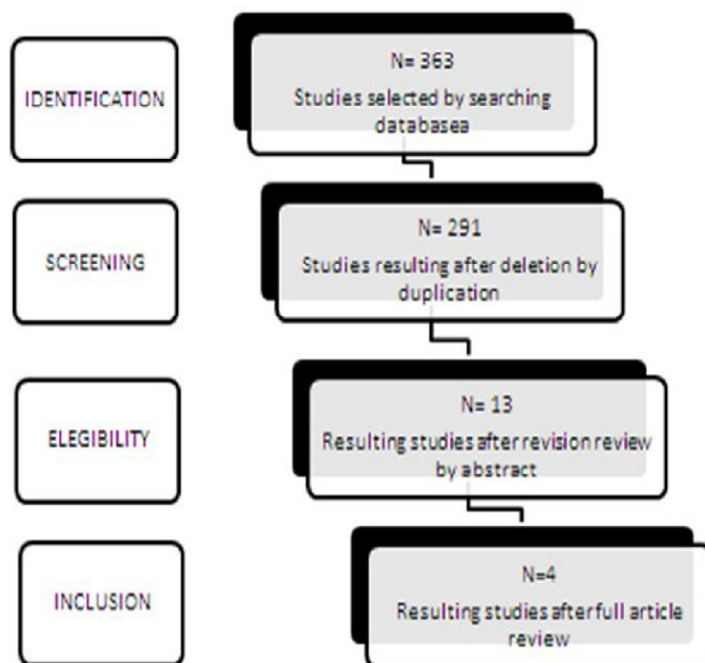 IDENTIFICATION
N= 363
Studies selected by searching
databasea
SCREENING
N= 291
Studies resulting after deletion by
duplication
ELEGIBILITY
N= 13
Resulting studies after revision review
by abstract
INCLUSION
N=4
Resulting studies after full article
review